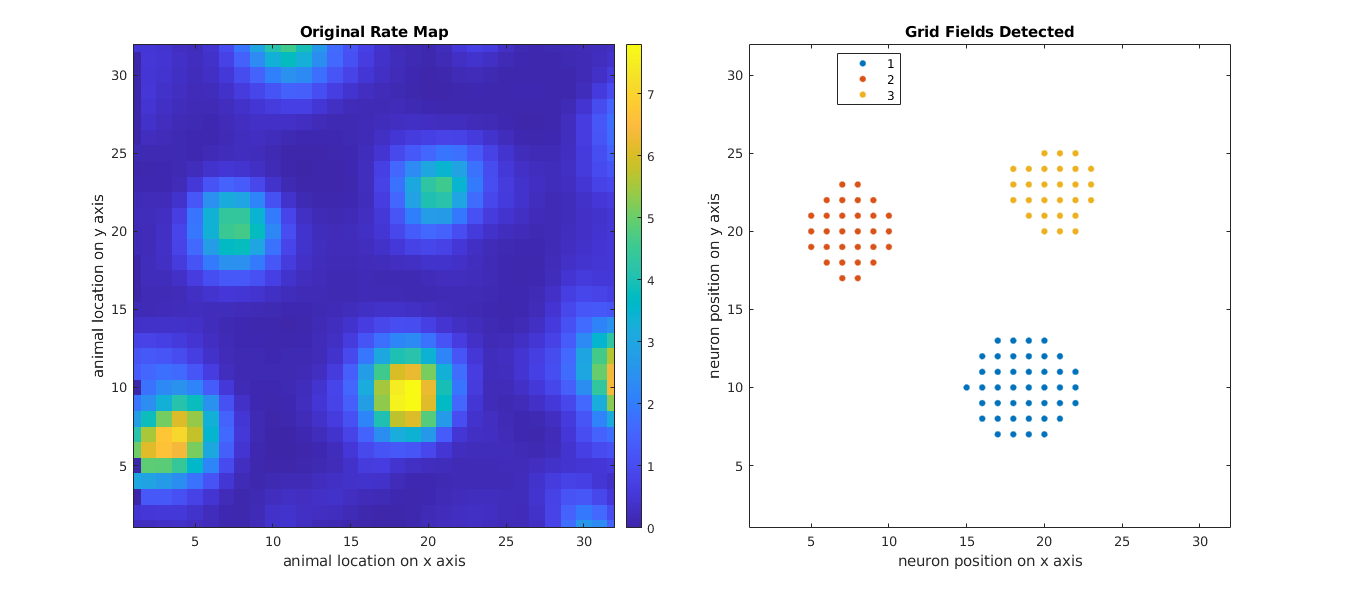 Original Rate Map
30
25
20
15
10
5
5 10 15 20 25 30
animal location on y axis
animal location on x axis
7
6
5
4
3
2
1
0
Grid Fields Detected
1
2
3
30
25
20
15
10
5
5 10 15 20 25 30
neuron position on y axis
neuron position on x axis